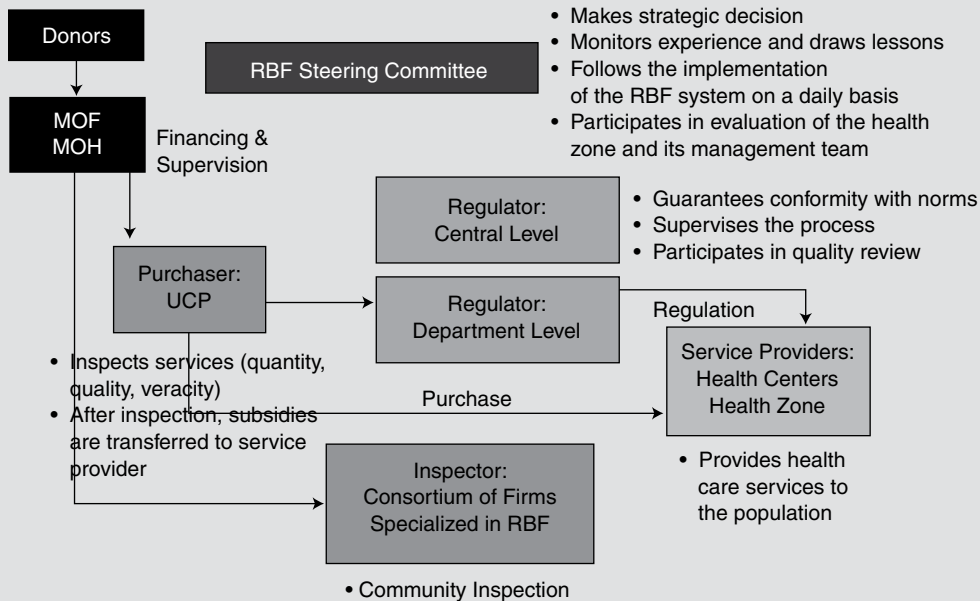 Donors
RBF Steering Committee
• Makes strategic decision
• Monitors experience and draws lessons
• Follows the implementation
of the RBF system on a daily basis
• Participates in evaluation of the health
zone and its management team
MOF
MOH
Financing &
Supervision
Regulator:
Central Level
• Guarantees conformity with norms
• Supervises the process
• Participates in quality review
Purchaser:
UCP
Regulator:
Department Level
Regulation
Service Providers:
Health Centers
Health Zone
• Inspects services (quantity,
quality, veracity)
• After inspection, subsidies
are transferred to service
provider
Purchase
• Provides health
care services to
the population
Inspector:
Consortium of Firms
Specialized in RBF
• Community Inspection